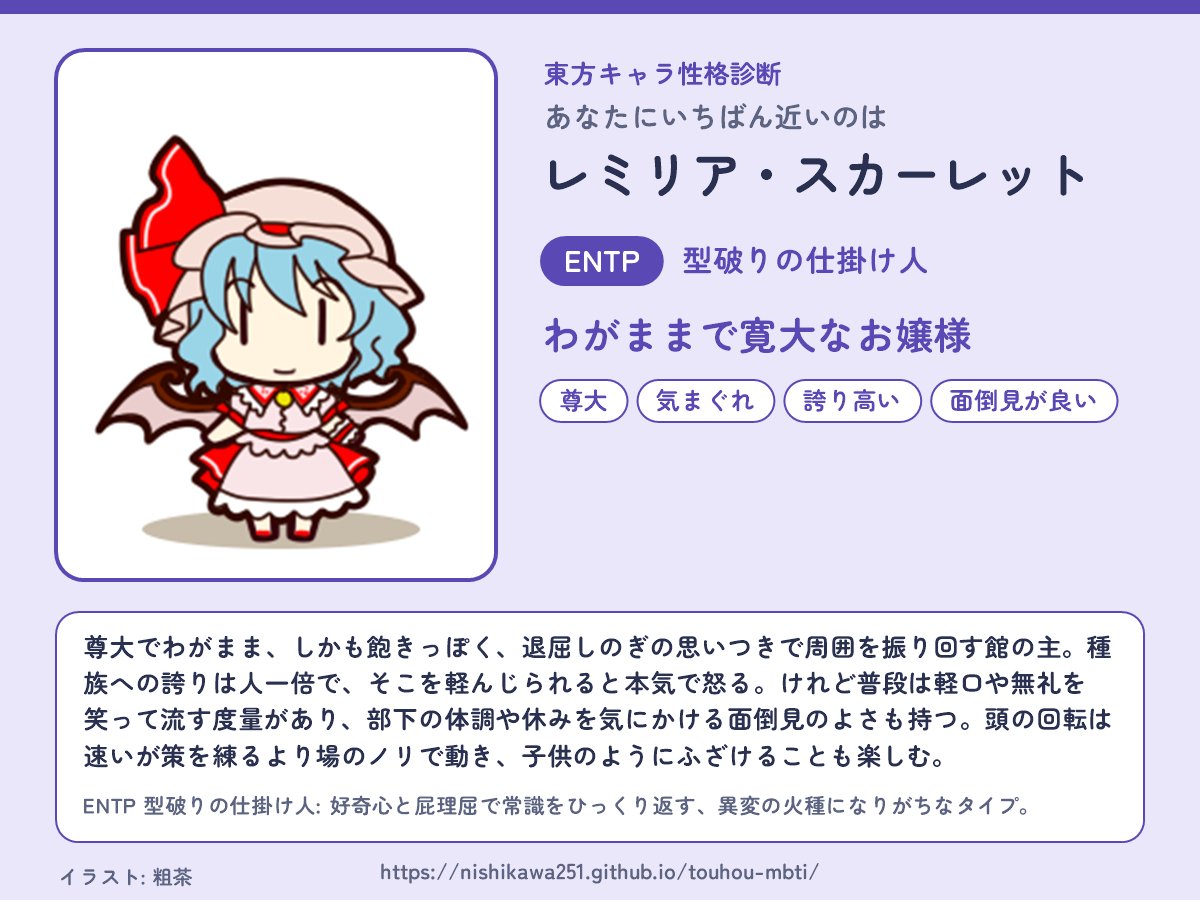 東方キャラ性格診断
あなたにいちばん近いのは
レミリア・スカーレット
ENTP 型破りの仕掛け人
わがままで寛大なお嬢様
尊大 気まぐれ 誇り高い 面倒見が良い
尊大でわがまま、しかも飽きっぽく、退屈しのぎの思いつきで周囲を振り回す館の主。種
族への誇りは人一倍で、そこを軽んじられると本気で怒る。けれど普段は軽口や無礼を
笑って流す度量があり、部下の体調や休みを気にかける面倒見のよさも持つ。頭の回転は
速いが策を練るより場のノリで動き、子供のようにふざけることも楽しむ。
ENTP 型破りの仕掛け人: 好奇心と屁理屈で常識をひっくり返す、異変の火種になりがちなタイプ。
イラスト: 粗茶
https://nishikawa251.github.io/touhou-mbti/